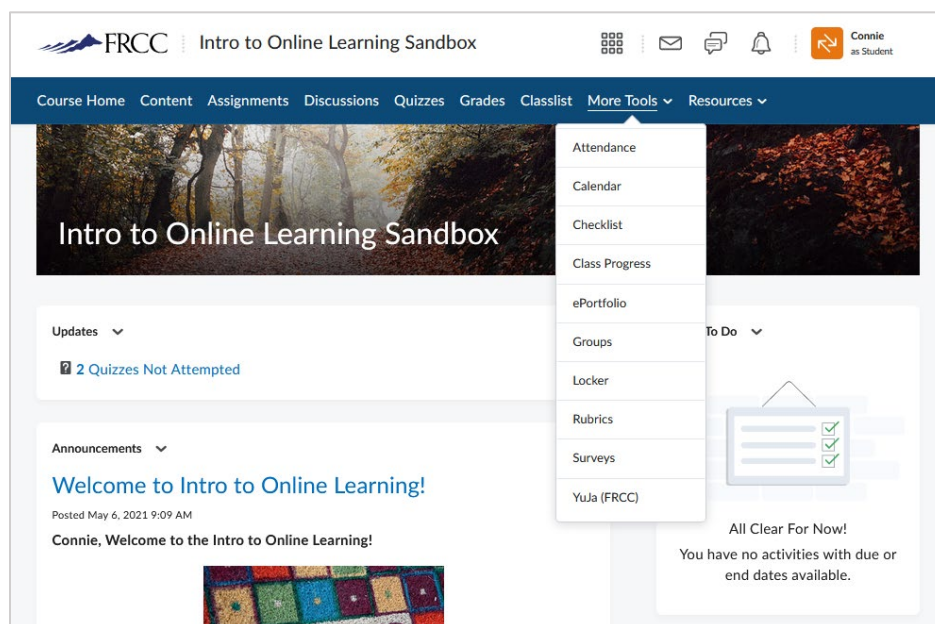 FRCC
Intro to Online Learning Sandbox
Connie
as Student
Course Home Content Assignments Discussions Quizzes Grades Classlist More Tools Resources
Attendance
Calendar
Checklist
Class Progress
ePortfolio
Groups
Locker
Rubrics
Surveys
YuJa (FRCC)
Intro to Online Learning Sandbox
Updates
2 Quizzes Not Attempted
Announcements
Welcome to Intro to Online Learning!
Posted May 6, 2021 9:09 AM
Connie, Welcome to the Intro to Online Learning!
To Do
All Clear For Now!
You have no activities with due or
end dates available.